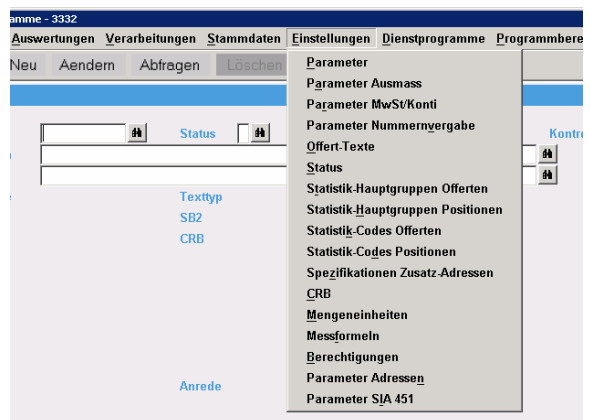 amme - 3332
Auswertungen Verarbeitungen Stammdaten Einstellungen Dienstprogramme Programmbere
Neu Aendern Abfragen Löschen
Parameter
Parameter Ausmass
Parameter MwSt/Konti
Parameter Nummernvergabe
Status Kontro
Offert-Texte
Status
Statistik-Hauptgruppen Offerten
Texttyp
Statistik-Hauptgruppen Positionen
SB2
Statistik-Codes Offerten
CRB
Statistik-Codes Positionen
Spezifikationen Zusatz-Adressen
CRB
Mengeneinheiten
Messformeln
Berechtigungen
Parameter Adressen
Anrede
Parameter SIA 451